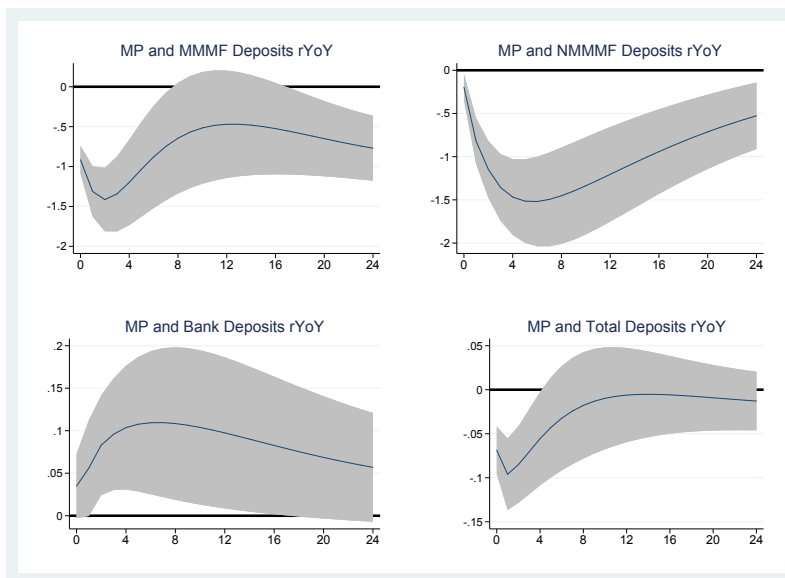 MP and MMMF Deposits rYoY
0
-.5
-1
-1.5
-2
0 4 8 12 16 20 24
MP and NMMMF Deposits rYoY
0
-.5
-1
-1.5
-2
0 4 8 12 16 20 24
MP and Bank Deposits rYoY
.2
.15
.1
.05
0
0 4 8 12 16 20 24
MP and Total Deposits rYoY
.05
0
-.05
-.1
-.15
0 4 8 12 16 20 24